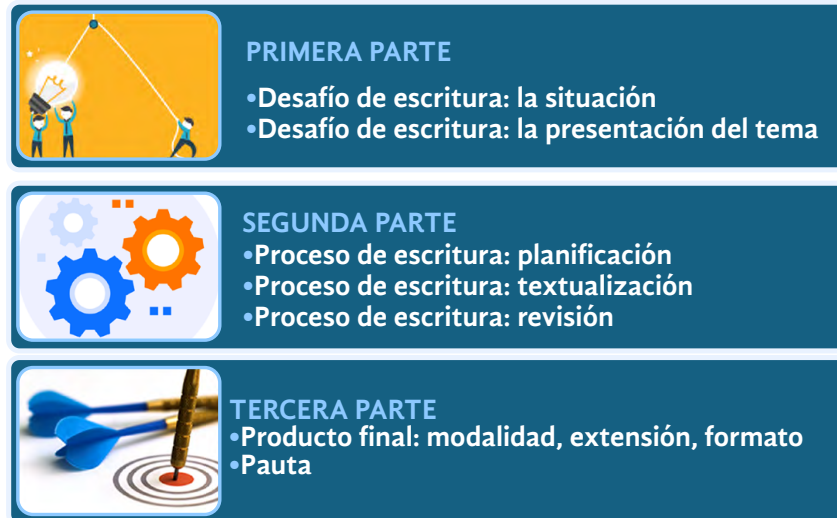 PRIMERA PARTE
•Desafío de escritura: la situación
•Desafío de escritura: la presentación del tema
SEGUNDA PARTE
•Proceso de escritura: planificación
•Proceso de escritura: textualización
•Proceso de escritura: revisión
TERCERA PARTE
•Producto final: modalidad, extensión, formato
•Pauta